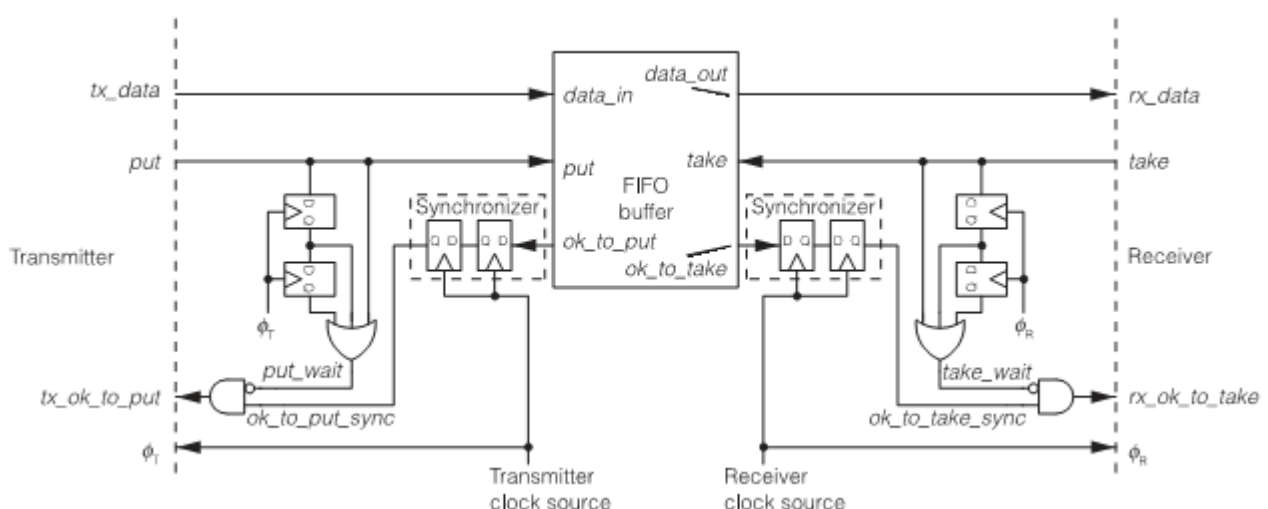 data_out
tx_data
data_in
rx_data
put
put
take
take
FIFO
buffer
Synchronizer
Synchronizer
D Q
D Q
Q D
Q D
D Q
D Q
D Q
D Q
ok_to_put
ok_to_take
Transmitter
Receiver
ϕT
ϕR
put_wait
take_wait
tx_ok_to_put
rx_ok_to_take
ok_to_put_sync
ok_to_take_sync
ϕT
ϕR
Transmitter
clock source
Receiver
clock source